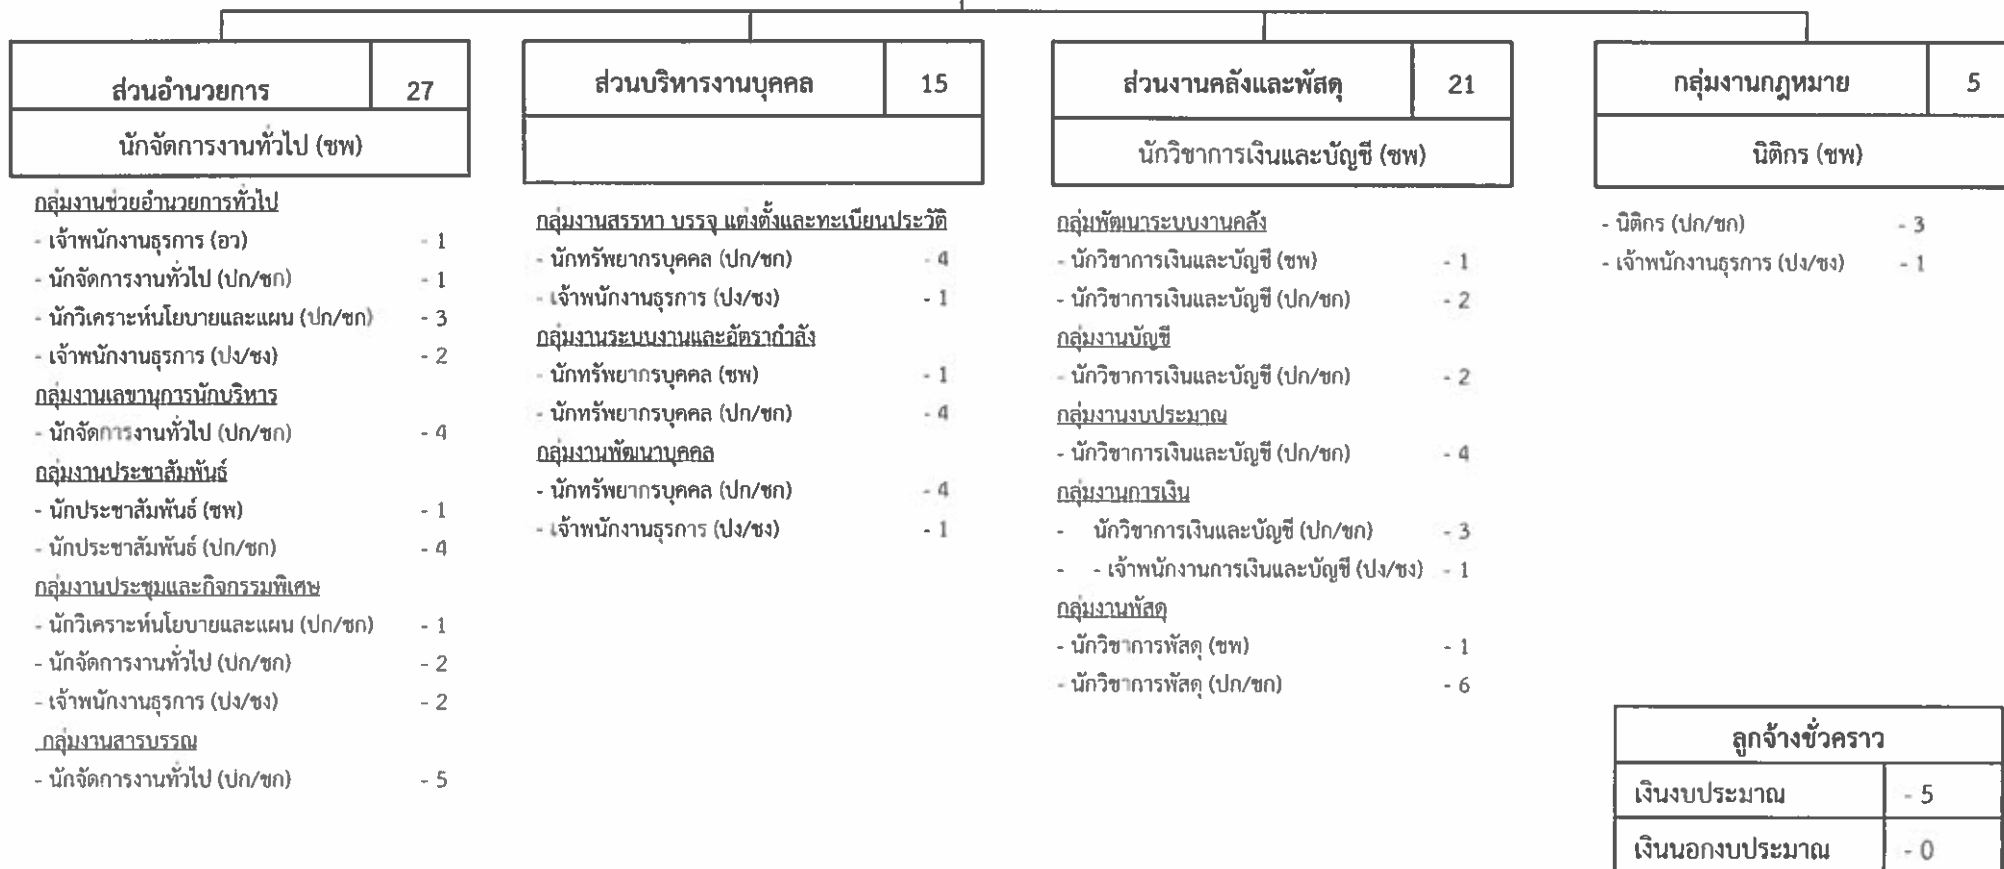 ส่วนอำนวยการ 27
นักจัดการงานทั่วไป (ชพ)
กลุ่มงานช่วยอำนวยการทั่วไป
- เจ้าพนักงานธุรการ (อว) - 1
- นักจัดการงานทั่วไป (ปก/ชก) - 1
- นักวิเคราะห์นโยบายและแผน (ปก/ชก) - 3
- เจ้าพนักงานธุรการ (ปง/ชง) - 2
กลุ่มงานเลขานุการนักบริหาร
- นักจัดการงานทั่วไป (ปก/ชก) - 4
กลุ่มงานประชาสัมพันธ์
- นักประชาสัมพันธ์ (ชพ) - 1
- นักประชาสัมพันธ์ (ปก/ชก) - 4
กลุ่มงานประชุมและกิจกรรมพิเศษ
- นักวิเคราะห์นโยบายและแผน (ปก/ชก) - 1
- นักจัดการงานทั่วไป (ปก/ชก) - 2
- เจ้าพนักงานธุรการ (ปง/ชง) - 2
กลุ่มงานสารบรรณ
- นักจัดการงานทั่วไป (ปก/ชก) - 5
ส่วนบริหารงานบุคคล 15
กลุ่มงานสรรหา บรรจุ แต่งตั้งและทะเบียนประวัติ
- นักทรัพยากรบุคคล (ปก/ชก) - 4
- เจ้าพนักงานธุรการ (ปง/ชง) - 1
กลุ่มงานระบบงานและอัตรากำลัง
- นักทรัพยากรบุคคล (ชพ) - 1
- นักทรัพยากรบุคคล (ปก/ชก) - 4
กลุ่มงานพัฒนาบุคคล
- นักทรัพยากรบุคคล (ปก/ชก) - 4
- เจ้าพนักงานธุรการ (ปง/ชง) - 1
ส่วนงานคลังและพัสดุ 21
นักวิชาการเงินและบัญชี (ชพ)
กลุ่มพัฒนาระบบงานคลัง
- นักวิชาการเงินและบัญชี (ชพ) - 1
- นักวิชาการเงินและบัญชี (ปก/ชก) - 2
กลุ่มงานบัญชี
- นักวิชาการเงินและบัญชี (ปก/ชก) - 2
กลุ่มงานงบประมาณ
- นักวิชาการเงินและบัญชี (ปก/ชก) - 4
กลุ่มงานการเงิน
- นักวิชาการเงินและบัญชี (ปก/ชก) - 3
- - เจ้าพนักงานการเงินและบัญชี (ปง/ชง) - 1
กลุ่มงานพัสดุ
- นักวิชาการพัสดุ (ชพ) - 1
- นักวิชาการพัสดุ (ปก/ชก) - 6
กลุ่มงานกฎหมาย 5
นิติกร (ชพ)
- นิติกร (ปก/ชก) - 3
- เจ้าพนักงานธุรการ (ปง/ชง) - 1
ลูกจ้างชั่วคราว
เงินงบประมาณ - 5
เงินนอกงบประมาณ - 0